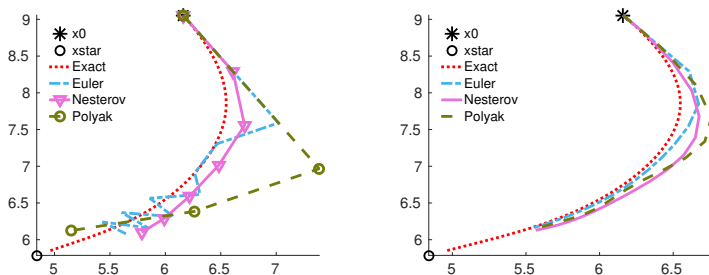 9
8.5
8
7.5
7
6.5
6
x0
xstar
Exact
Euler
Nesterov
Polyak
5 5.5 6 6.5 7
9
8.5
8
7.5
7
6.5
6
x0
xstar
Exact
Euler
Nesterov
Polyak
5 5.5 6 6.5